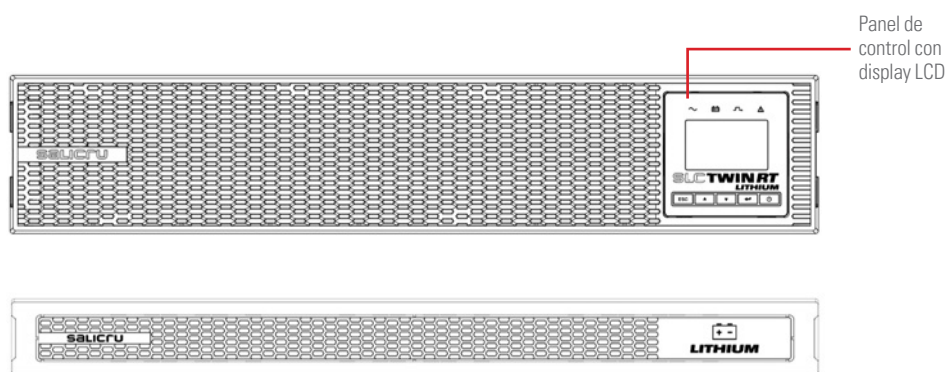 Panel de
control con
display LCD
salicru
SLC TWIN RT
LITHIUM
ESC
salicru
LITHIUM